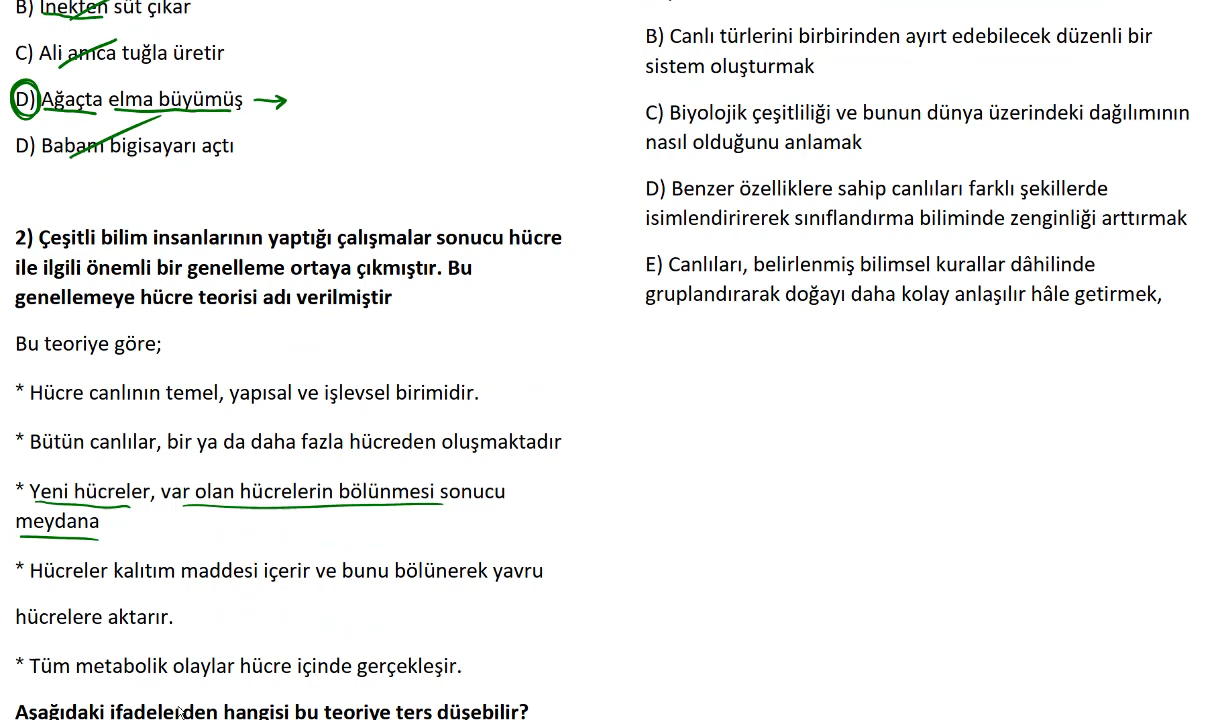 B) İnekten süt çıkar
C) Ali amca tuğla üretir
D) Ağaçta elma büyümüş
D) Babam bigisayarı açtı
2) Çeşitli bilim insanlarının yaptığı çalışmalar sonucu hücre
ile ilgili önemli bir genelleme ortaya çıkmıştır. Bu
genellemeye hücre teorisi adı verilmiştir
Bu teoriye göre;
* Hücre canlının temel, yapısal ve işlevsel birimidir.
* Bütün canlılar, bir ya da daha fazla hücreden oluşmaktadır
* Yeni hücreler, var olan hücrelerin bölünmesi sonucu
meydana
* Hücreler kalıtım maddesi içerir ve bunu bölünerek yavru
hücrelere aktarır.
* Tüm metabolik olaylar hücre içinde gerçekleşir.
Aşağıdaki ifadelerden hangisi bu teoriye ters düşebilir?
B) Canlı türlerini birbirinden ayırt edebilecek düzenli bir
sistem oluşturmak
C) Biyolojik çeşitliliği ve bunun dünya üzerindeki dağılımının
nasıl olduğunu anlamak
D) Benzer özelliklere sahip canlıları farklı şekillerde
isimlendirirerek sınıflandırma biliminde zenginliği arttırmak
E) Canlıları, belirlenmiş bilimsel kurallar dâhilinde
gruplandırarak doğayı daha kolay anlaşılır hâle getirmek,